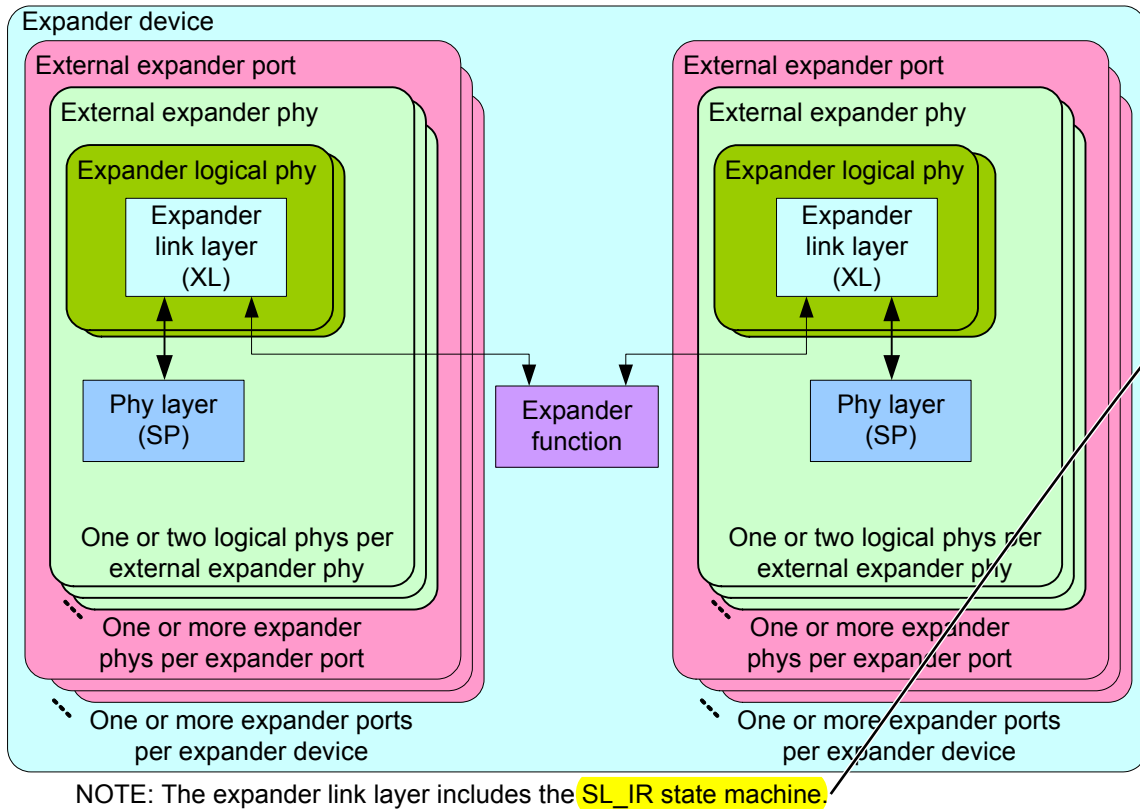 Expander device
External expander port
External expander phy
Expander logical phy
Expander
link layer
(XL)
Phy layer
(SP)
One or two logical phys per
external expander phy
One or more expander
phys per expander port
One or more expander ports
per expander device
Expander
function
External expander port
External expander phy
Expander logical phy
Expander
link layer
(XL)
Phy layer
(SP)
One or two logical phys per
external expander phy
One or more expander
phys per expander port
One or more expander ports
per expander device
NOTE: The expander link layer includes the SL_IR state machine.